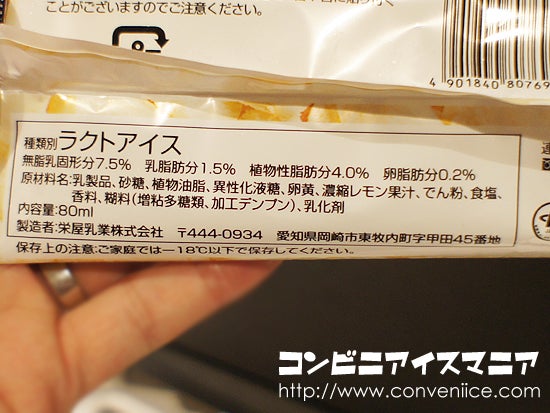 ことがございますのでご注意ください。
4 901840 80769
種類別ラクトアイス
無脂乳固形分7.5% 乳脂肪分1.5% 植物性脂肪分4.0% 卵脂肪分0.2%
原材料名:乳製品、砂糖、植物油脂、異性化液糖、卵黄、濃縮レモン果汁、でん粉、食塩、
香料、糊料(増粘多糖類、加工デンプン)、乳化剤
内容量:80ml
製造者:栄屋乳業株式会社 〒444-0934 愛知県岡崎市東牧内町字甲田45番地
保存上の注意:ご家庭では-18℃以下で保存してください。
コンビニアイスマニア
http://www.conveniice.com/